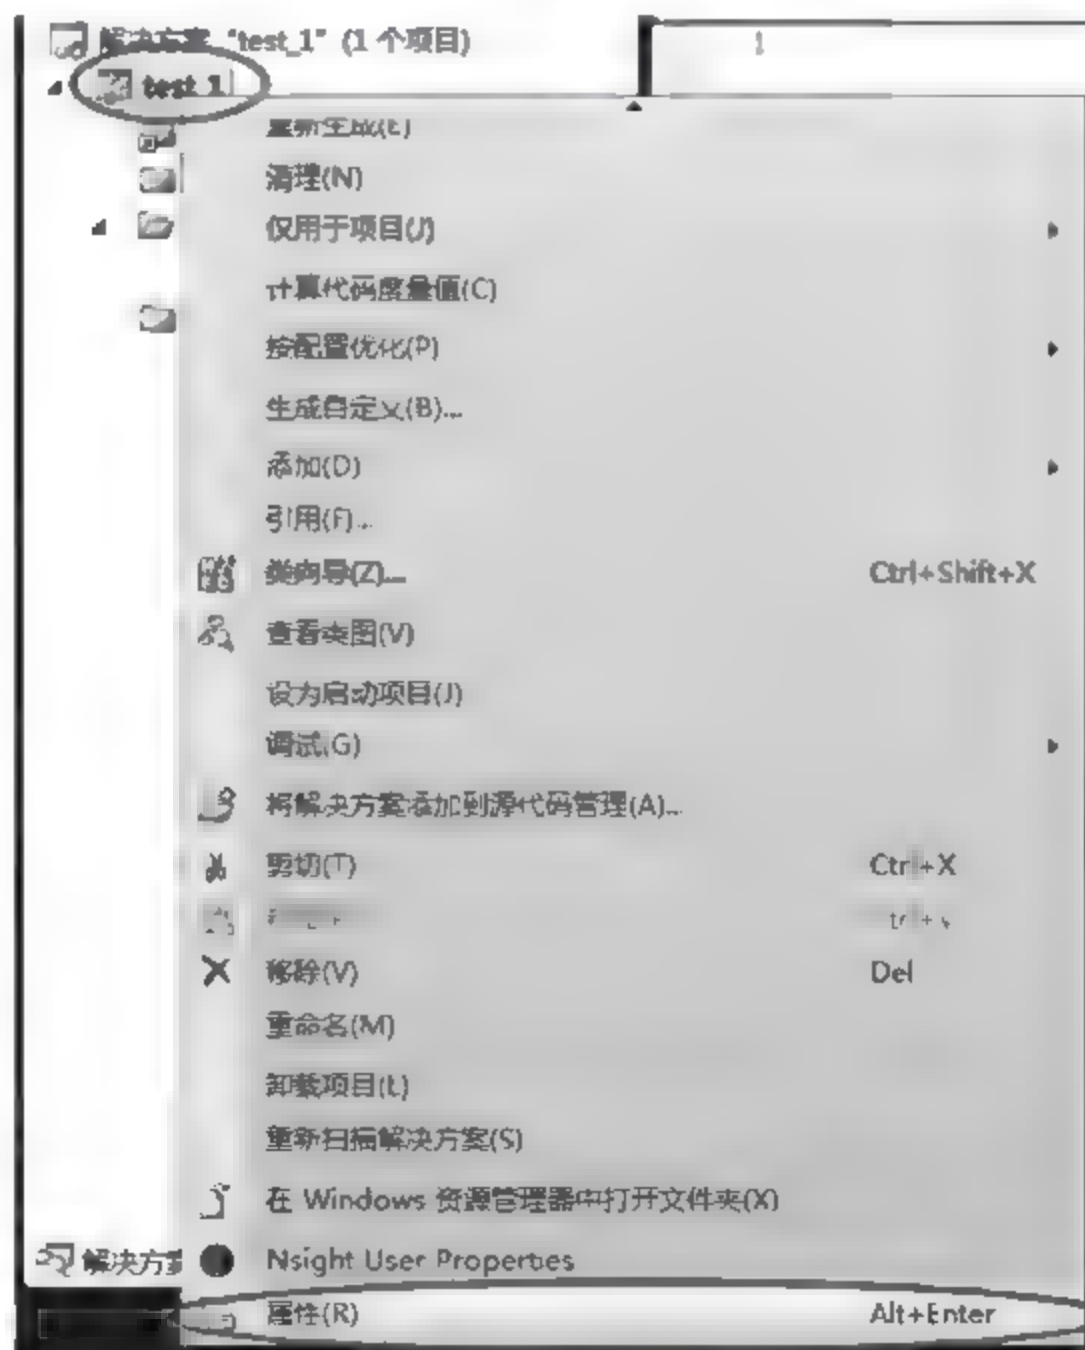 解决方案 "test_1" (1 个项目)
1
test_1
重新生成(E)
清理(N)
仅用于项目(J)
计算代码度量值(C)
按配置优化(P)
生成自定义(B)...
添加(D)
引用(F)...
类向导(Z)... Ctrl+Shift+X
查看类图(V)
设为启动项目(J)
调试(G)
将解决方案添加到源代码管理(A)...
剪切(T) Ctrl+X
移除(V) Del
重命名(M)
卸载项目(L)
重新扫描解决方案(S)
在 Windows 资源管理器中打开文件夹(X)
解决方案
Nsight User Properties
属性(R) Alt+Enter